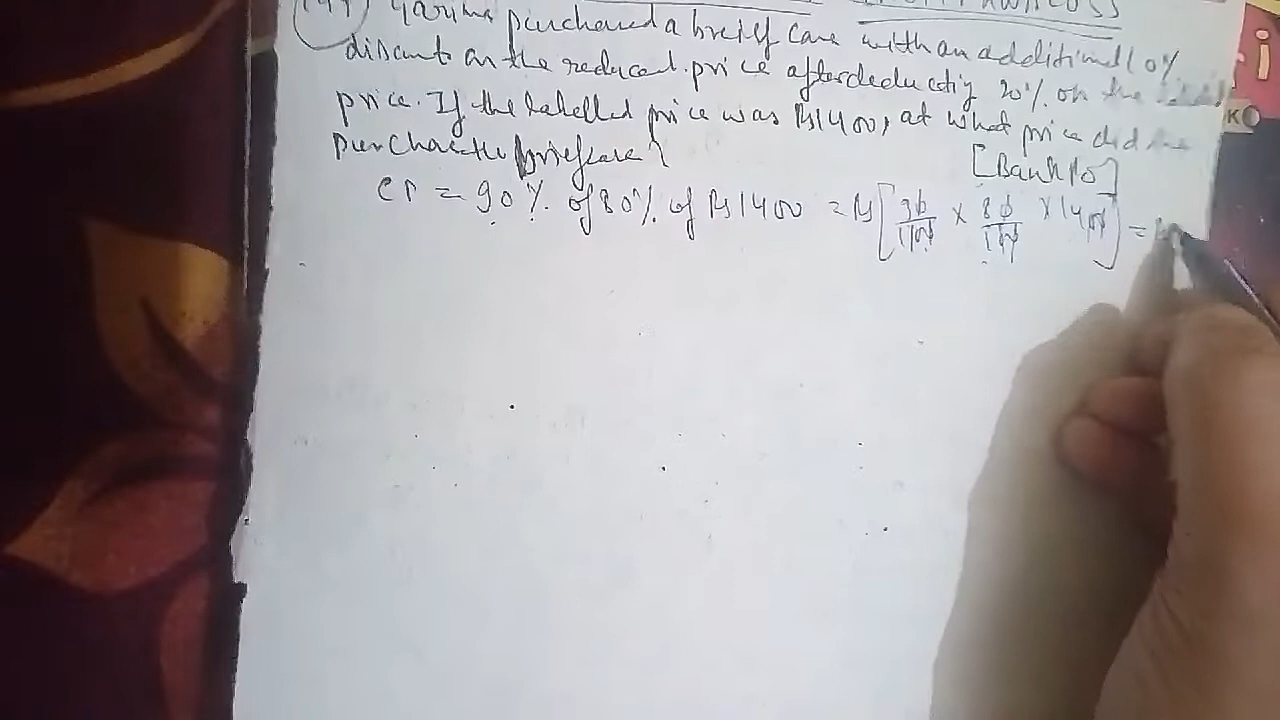 purchased a brief case with an additional 10%
discount on the reduced price after deducting 20% on the
price. If the labelled price was Rs1400, at what price did
purchase the briefcase?
[Bank PO]
CP = 90% of 80% of Rs1400 = Rs[90/100 × 80/100 × 1400] =